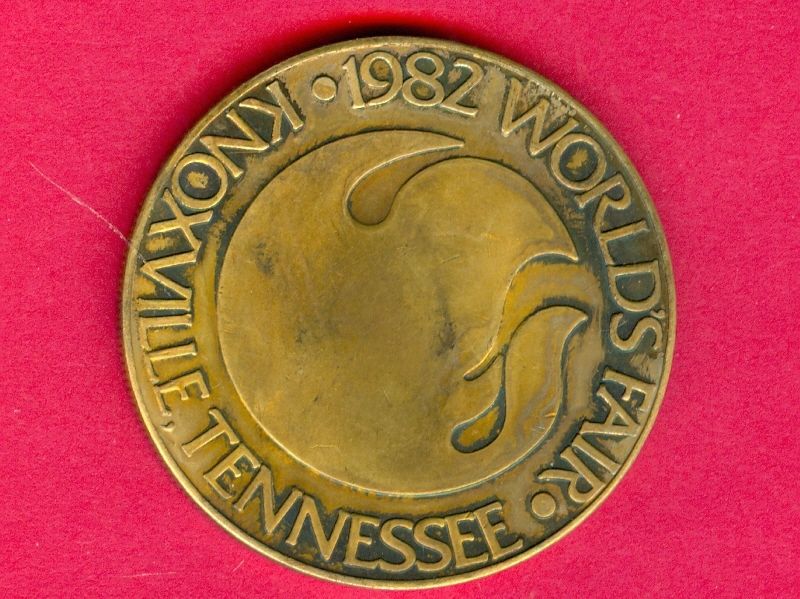 1982 WORLD'S FAIR •
KNOXVILLE, TENNESSEE •